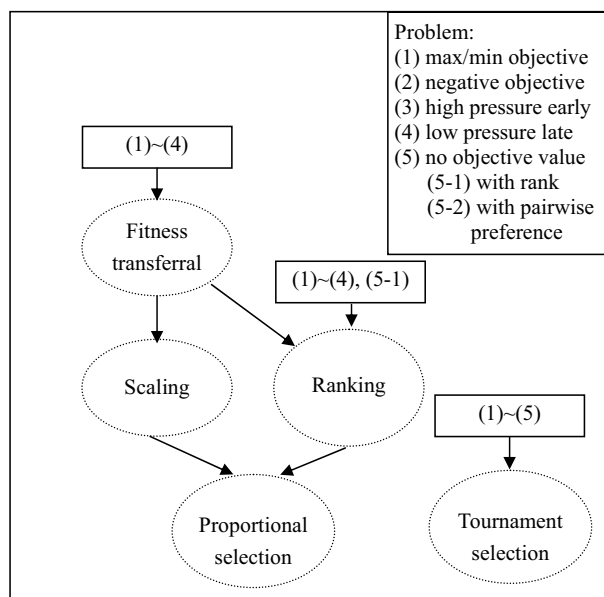 Problem:
(1) max/min objective
(2) negative objective
(3) high pressure early
(4) low pressure late
(5) no objective value
(5-1) with rank
(5-2) with pairwise
preference
(1)~(4)
Fitness
transferral
(1)~(4), (5-1)
Scaling
Ranking
(1)~(5)
Proportional
selection
Tournament
selection